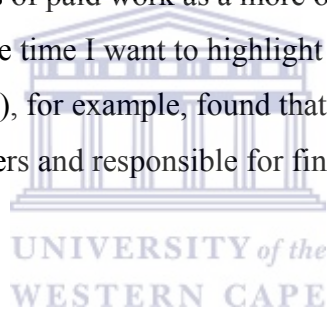 s of paid work as a more o
e time I want to highlight
), for example, found that
ers and responsible for fin
UNIVERSITY of the
WESTERN CAPE